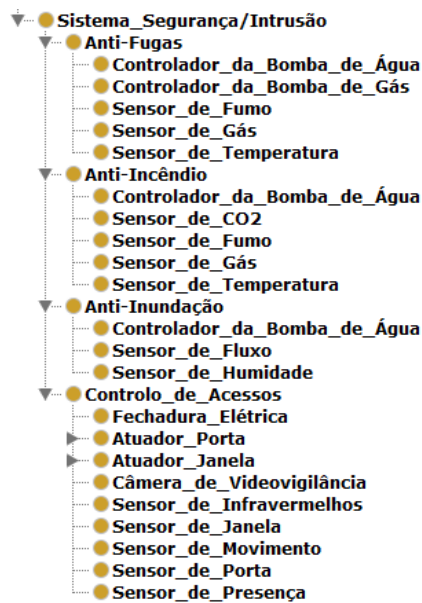 Sistema_Segurança/Intrusão
Anti-Fugas
Controlador_da_Bomba_de_Água
Controlador_da_Bomba_de_Gás
Sensor_de_Fumo
Sensor_de_Gás
Sensor_de_Temperatura
Anti-Incêndio
Controlador_da_Bomba_de_Água
Sensor_de_CO2
Sensor_de_Fumo
Sensor_de_Gás
Sensor_de_Temperatura
Anti-Inundação
Controlador_da_Bomba_de_Água
Sensor_de_Fluxo
Sensor_de_Humidade
Controlo_de_Acessos
Fechadura_Elétrica
Atuador_Porta
Atuador_Janela
Câmera_de_Videovigilância
Sensor_de_Infravermelhos
Sensor_de_Janela
Sensor_de_Movimento
Sensor_de_Porta
Sensor_de_Presença